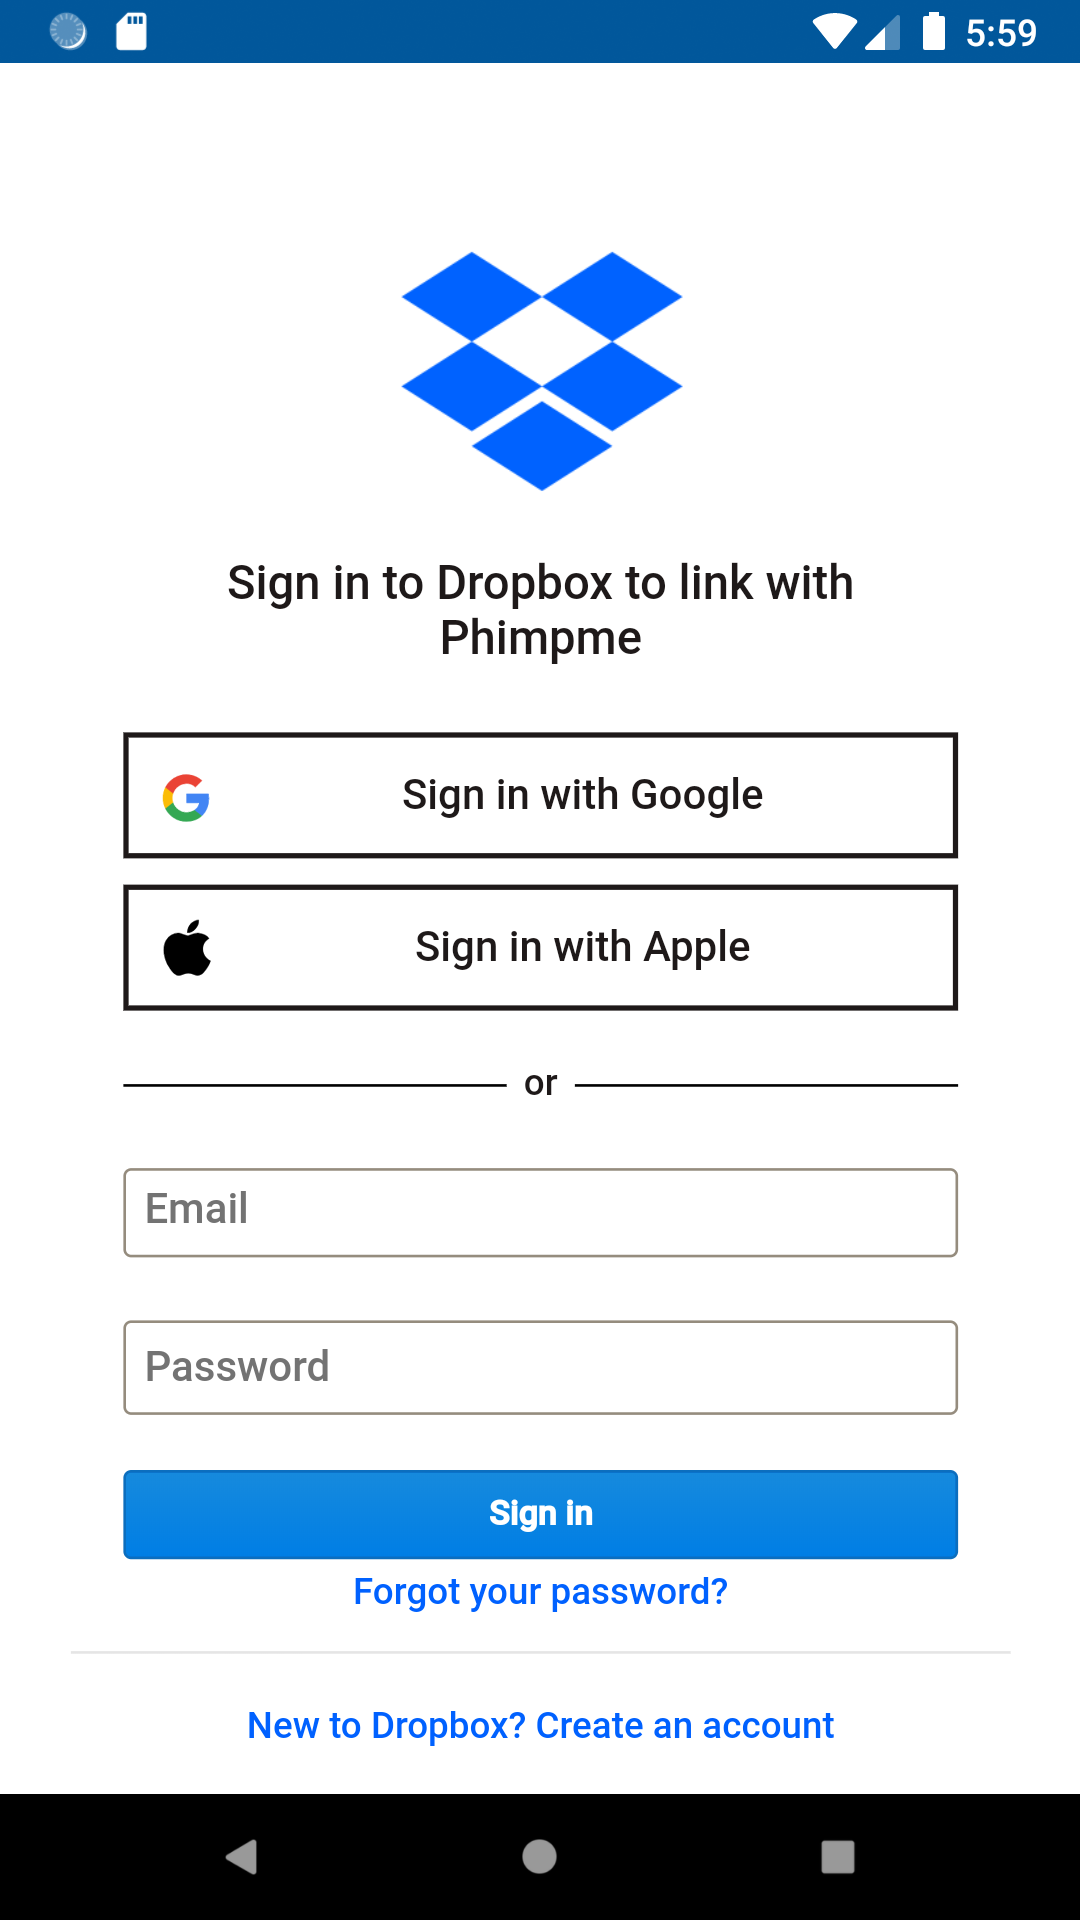 5:59
Sign in to Dropbox to link with
Phimpme
Sign in with Google
Sign in with Apple
or
Email
Password
Sign in
Forgot your password?
New to Dropbox? Create an account